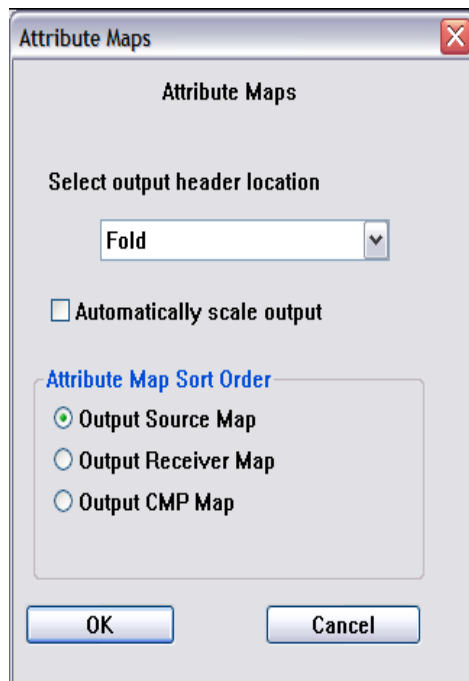 Attribute Maps
Attribute Maps
Select output header location
Fold
Automatically scale output
Attribute Map Sort Order
Output Source Map
Output Receiver Map
Output CMP Map
OK Cancel